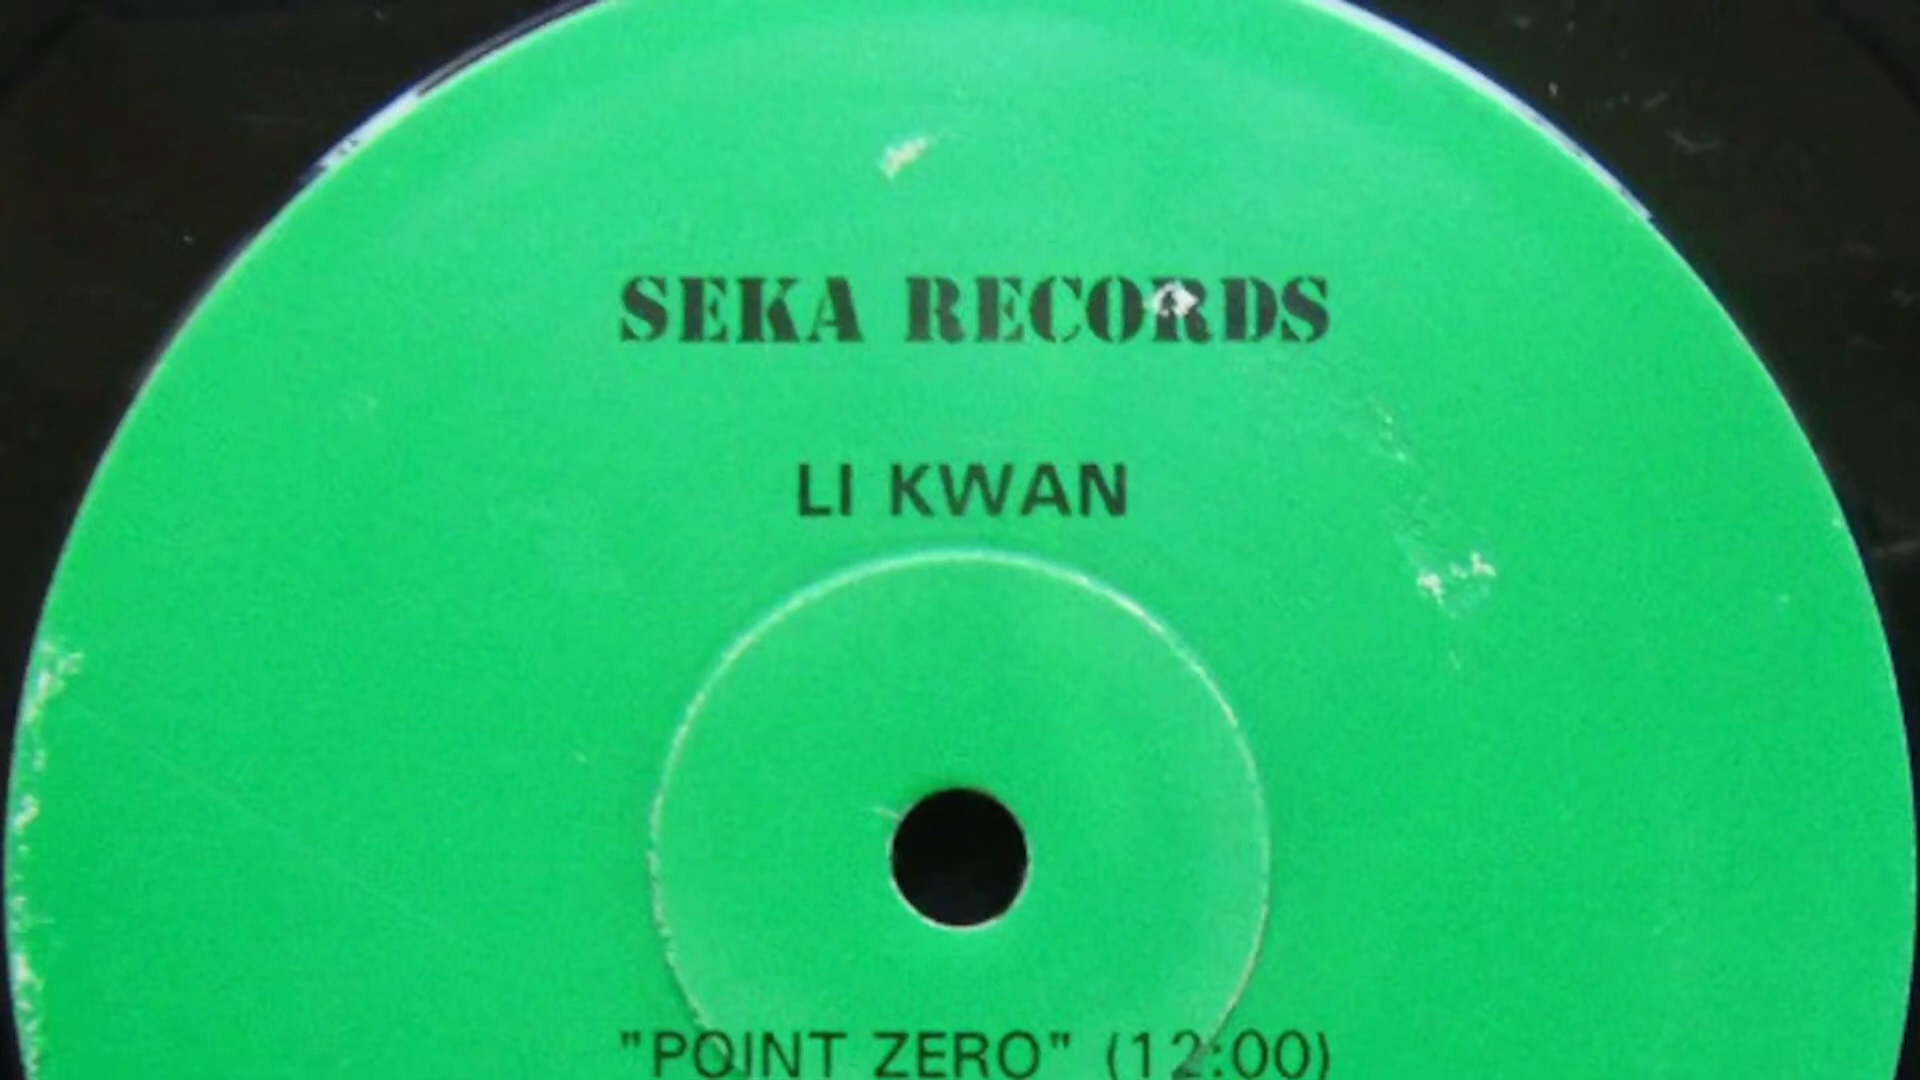 SEKA RECORDS
LI KWAN
"POINT ZERO" (12:00)